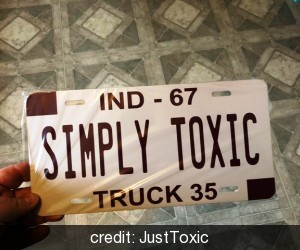 IND - 67
SIMPLY TOXIC
TRUCK 35
credit: JustToxic